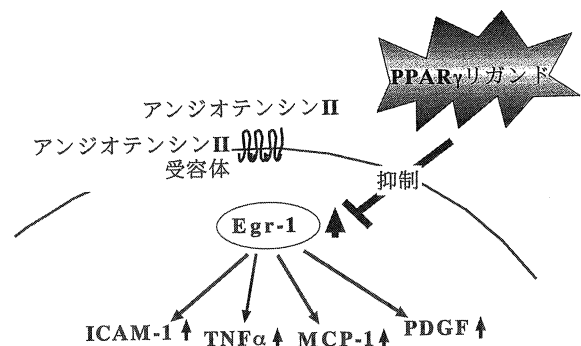 PPARγリガンド
アンジオテンシンII
アンジオテンシンII
受容体
抑制
Egr-1
ICAM-1
TNFα
MCP-1
PDGF